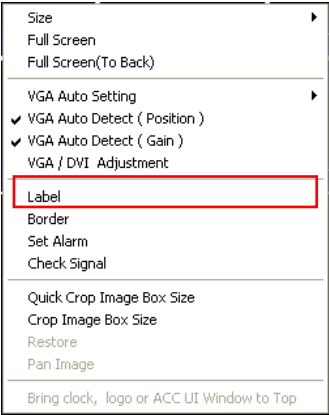 Size
Full Screen
Full Screen(To Back)
VGA Auto Setting
VGA Auto Detect ( Position )
VGA Auto Detect ( Gain )
VGA / DVI Adjustment
Label
Border
Set Alarm
Check Signal
Quick Crop Image Box Size
Crop Image Box Size
Restore
Pan Image
Bring clock, logo or ACC UI Window to Top